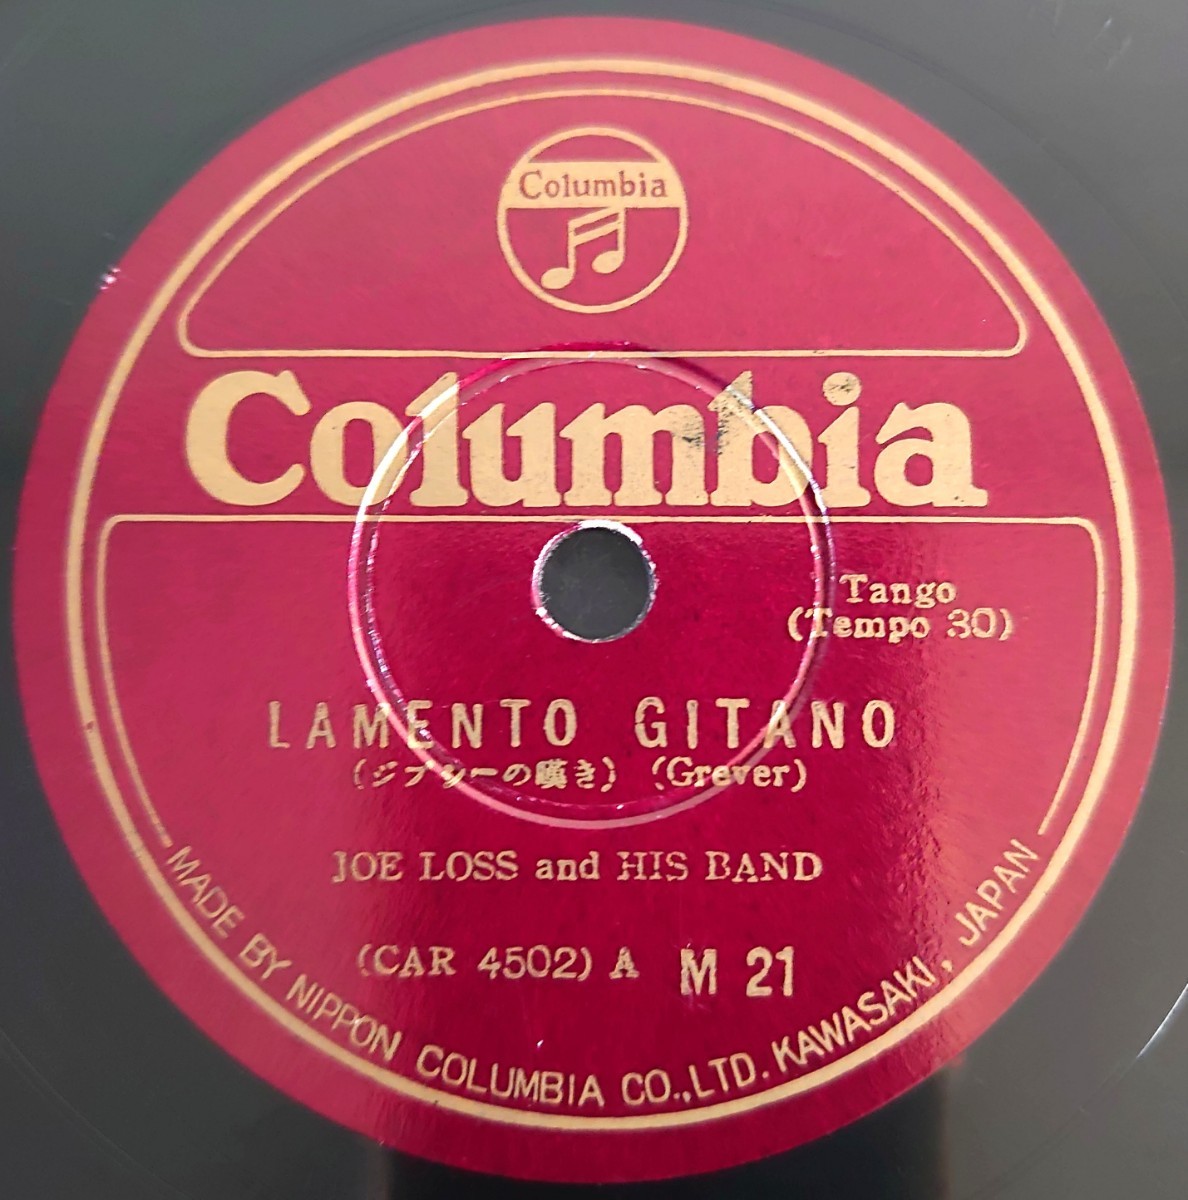 Columbia
Columbia
Tango
(Tempo 30)
LAMENTO GITANO
(ジプシーの嘆き) (Grever)
JOE LOSS and HIS BAND
(CAR 4502) A M 21
MADE BY NIPPON COLUMBIA CO.,LTD. KAWASAKI, JAPAN